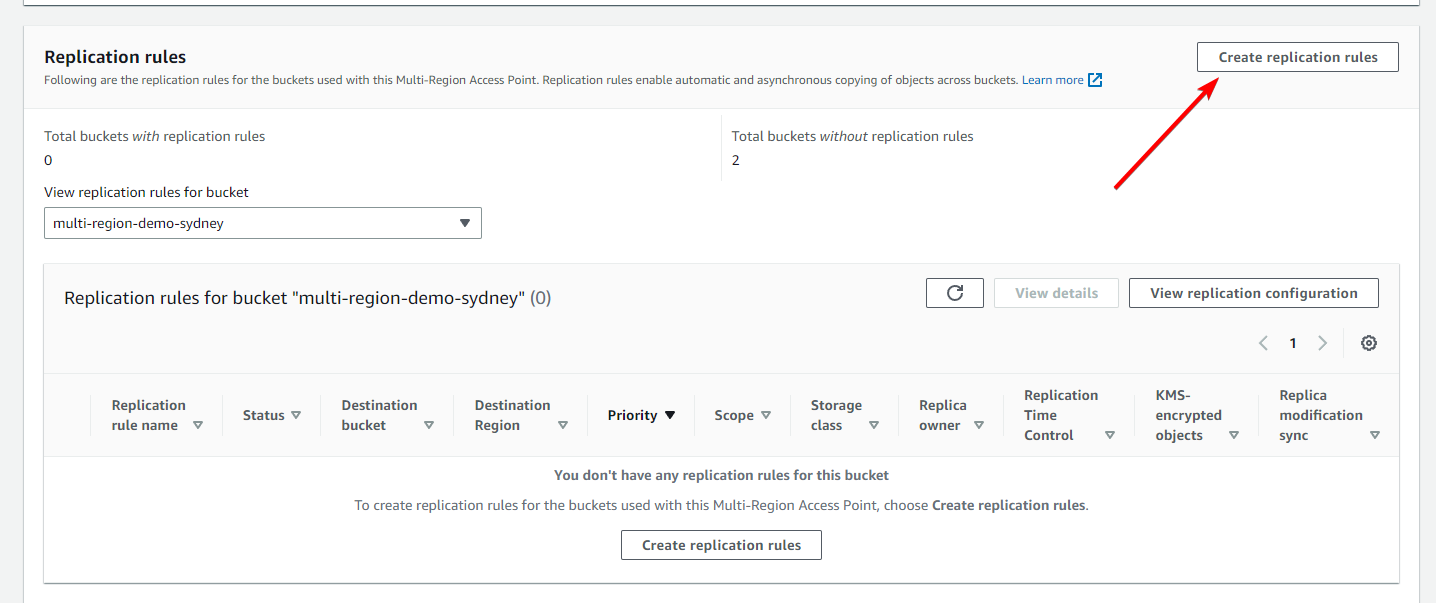 Replication rules
Create replication rules
Following are the replication rules for the buckets used with this Multi-Region Access Point. Replication rules enable automatic and asynchronous copying of objects across buckets. Learn more
Total buckets with replication rules
0
Total buckets without replication rules
2
View replication rules for bucket
multi-region-demo-sydney
Replication rules for bucket "multi-region-demo-sydney" (0)
View details
View replication configuration
1
Replication
rule name
Status
Destination
bucket
Destination
Region
Priority
Scope
Storage
class
Replica
owner
Replication
Time
Control
KMS-
encrypted
objects
Replica
modification
sync
You don't have any replication rules for this bucket
To create replication rules for the buckets used with this Multi-Region Access Point, choose Create replication rules.
Create replication rules